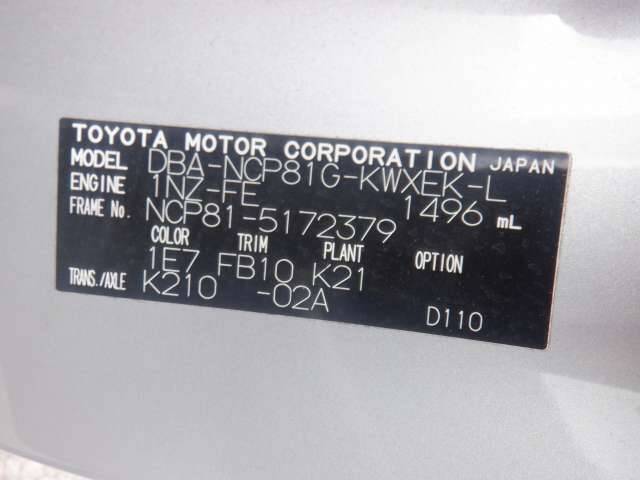 TOYOTA MOTOR CORPORATION JAPAN
MODEL DBA-NCP81G-KWXEK-L
ENGINE 1NZ-FE 1496 mL
FRAME No. NCP81-5172379
COLOR TRIM PLANT OPTION
1E7 FB10 K21
TRANS./AXLE K210 -02A
D110